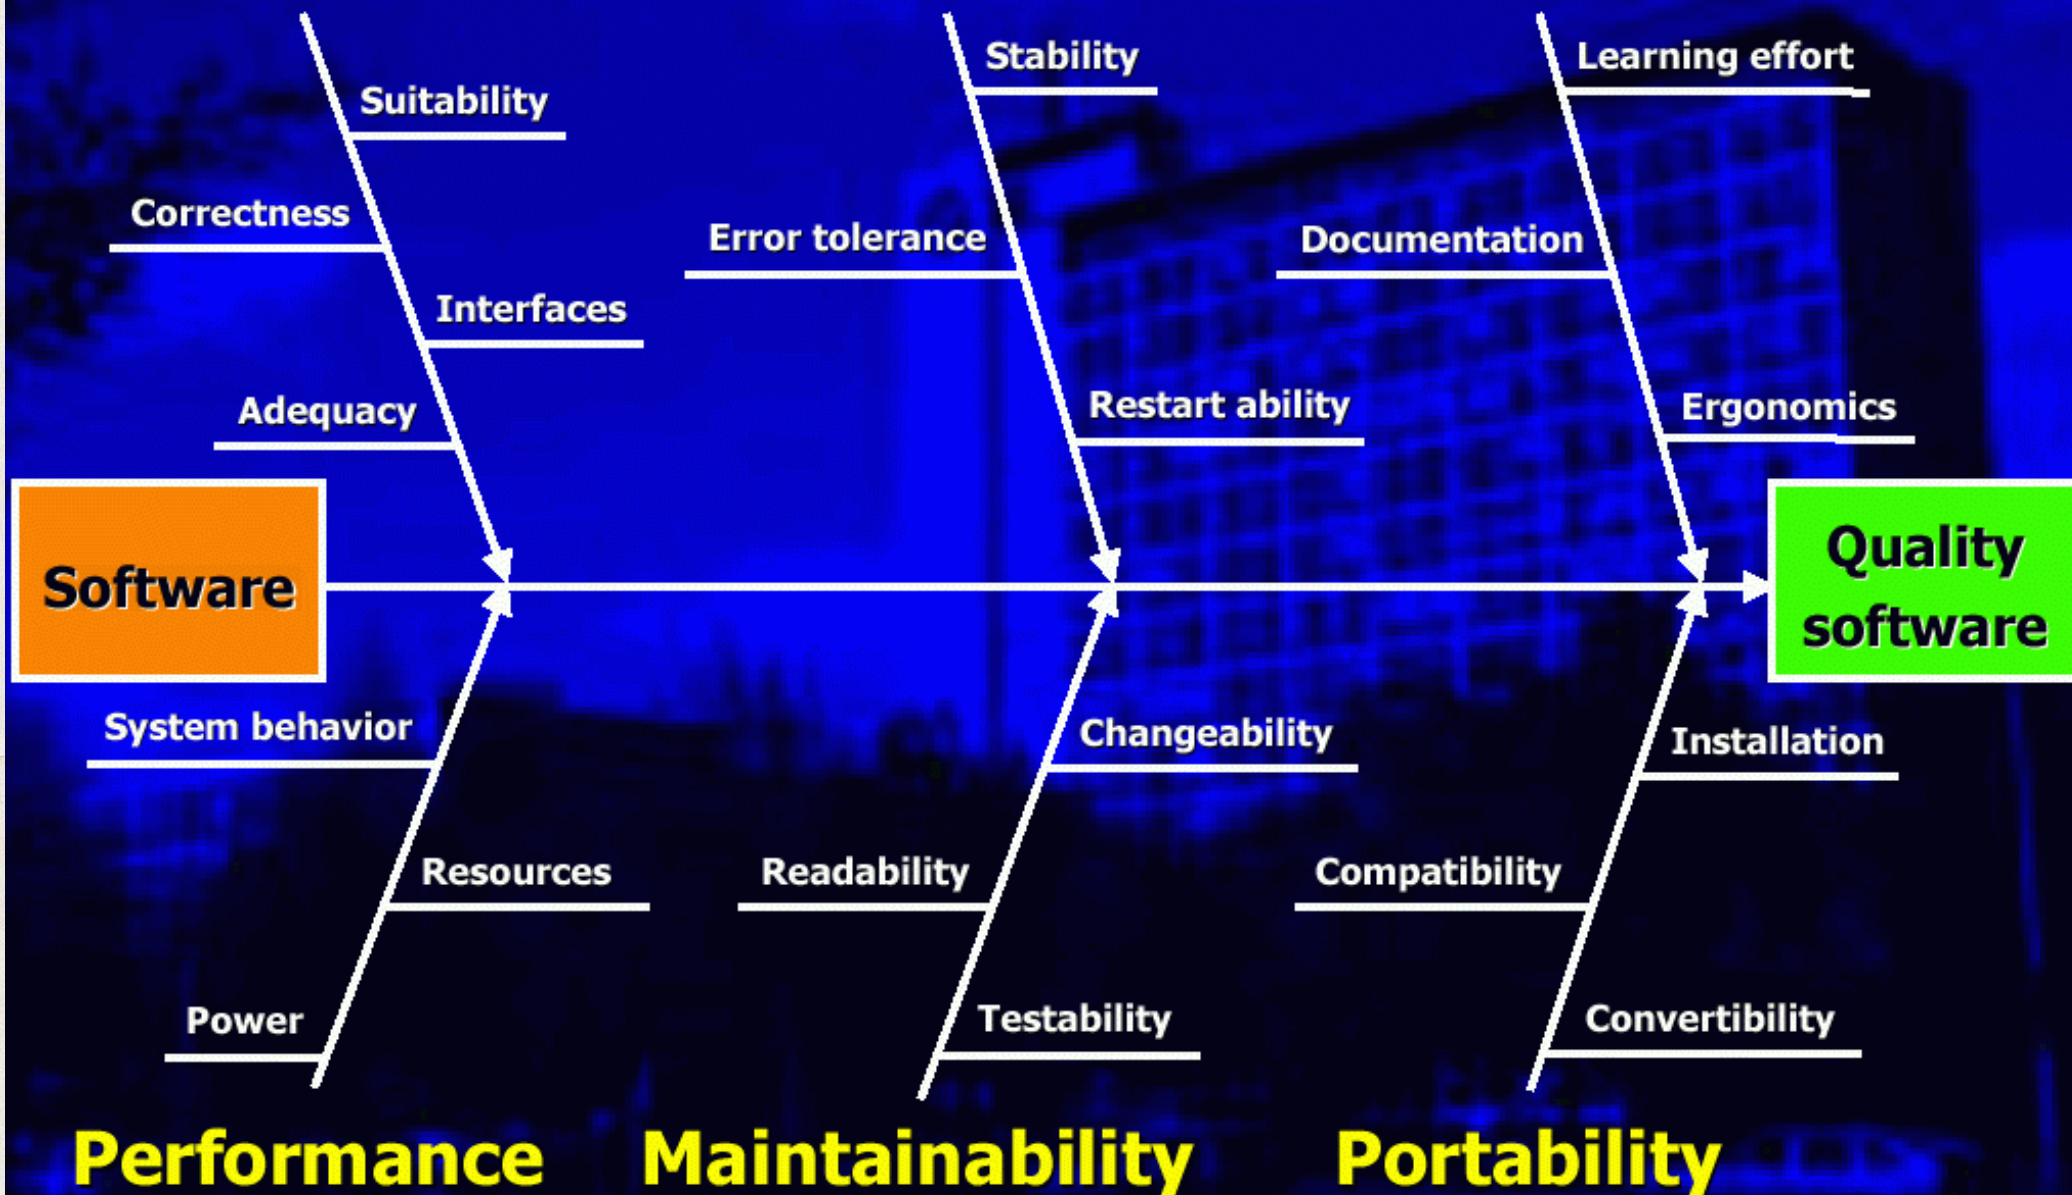 Stability
Learning effort
Suitability
Correctness
Error tolerance
Documentation
Interfaces
Adequacy
Restart ability
Ergonomics
Software
Quality
software
System behavior
Changeability
Installation
Resources
Readability
Compatibility
Power
Testability
Convertibility
Performance
Maintainability
Portability